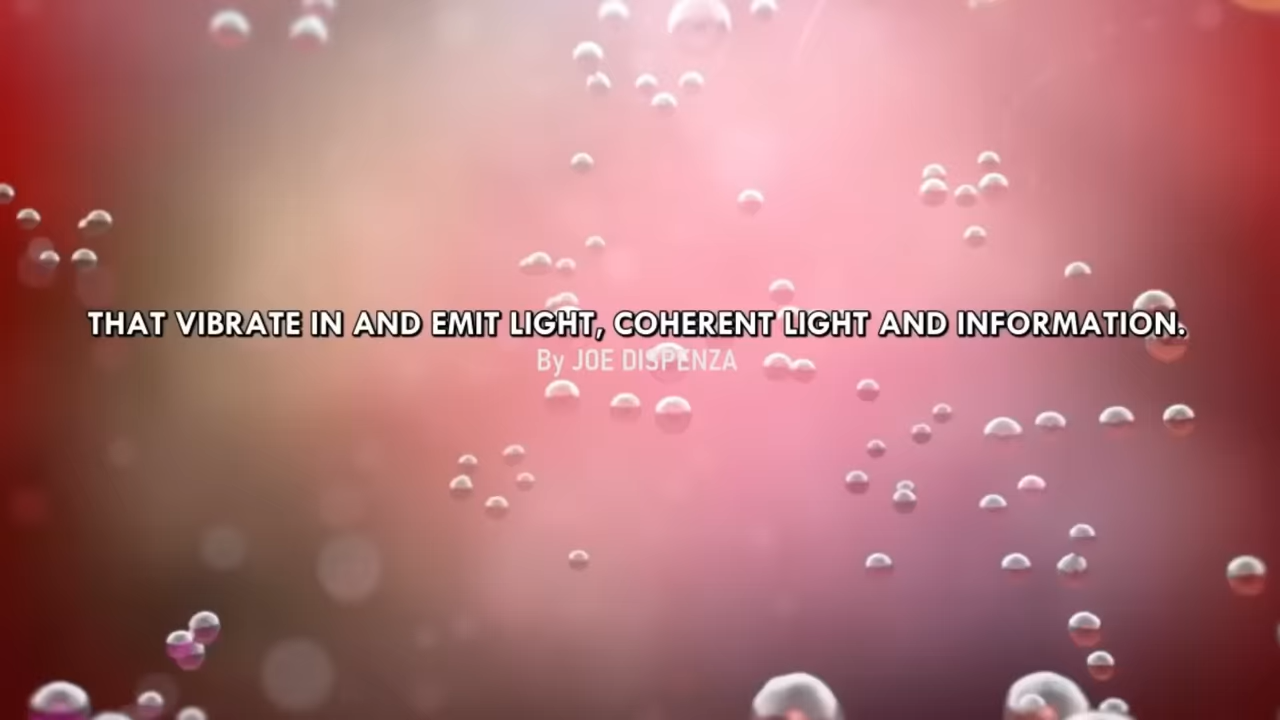 THAT VIBRATE IN AND EMIT LIGHT, COHERENT LIGHT AND INFORMATION.
By JOE DISPENZA